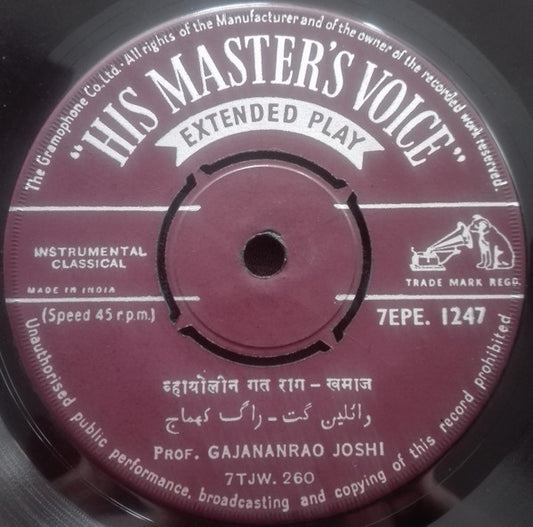 The Gramophone Co. Ltd. All rights of the Manufacturer and of the owner of the recorded work reserved.
"HIS MASTER'S VOICE"
EXTENDED PLAY
INSTRUMENTAL
CLASSICAL
TRADE MARK REGD.
MADE IN INDIA
(Speed 45 r.p.m.)
7EPE. 1247
व्हायोलीन गत राग - खमाज
وائلین گت - راگ کھماج
PROF. GAJANANRAO JOSHI
7TJW. 260
Unauthorised public performance, broadcasting and copying of this record prohibited